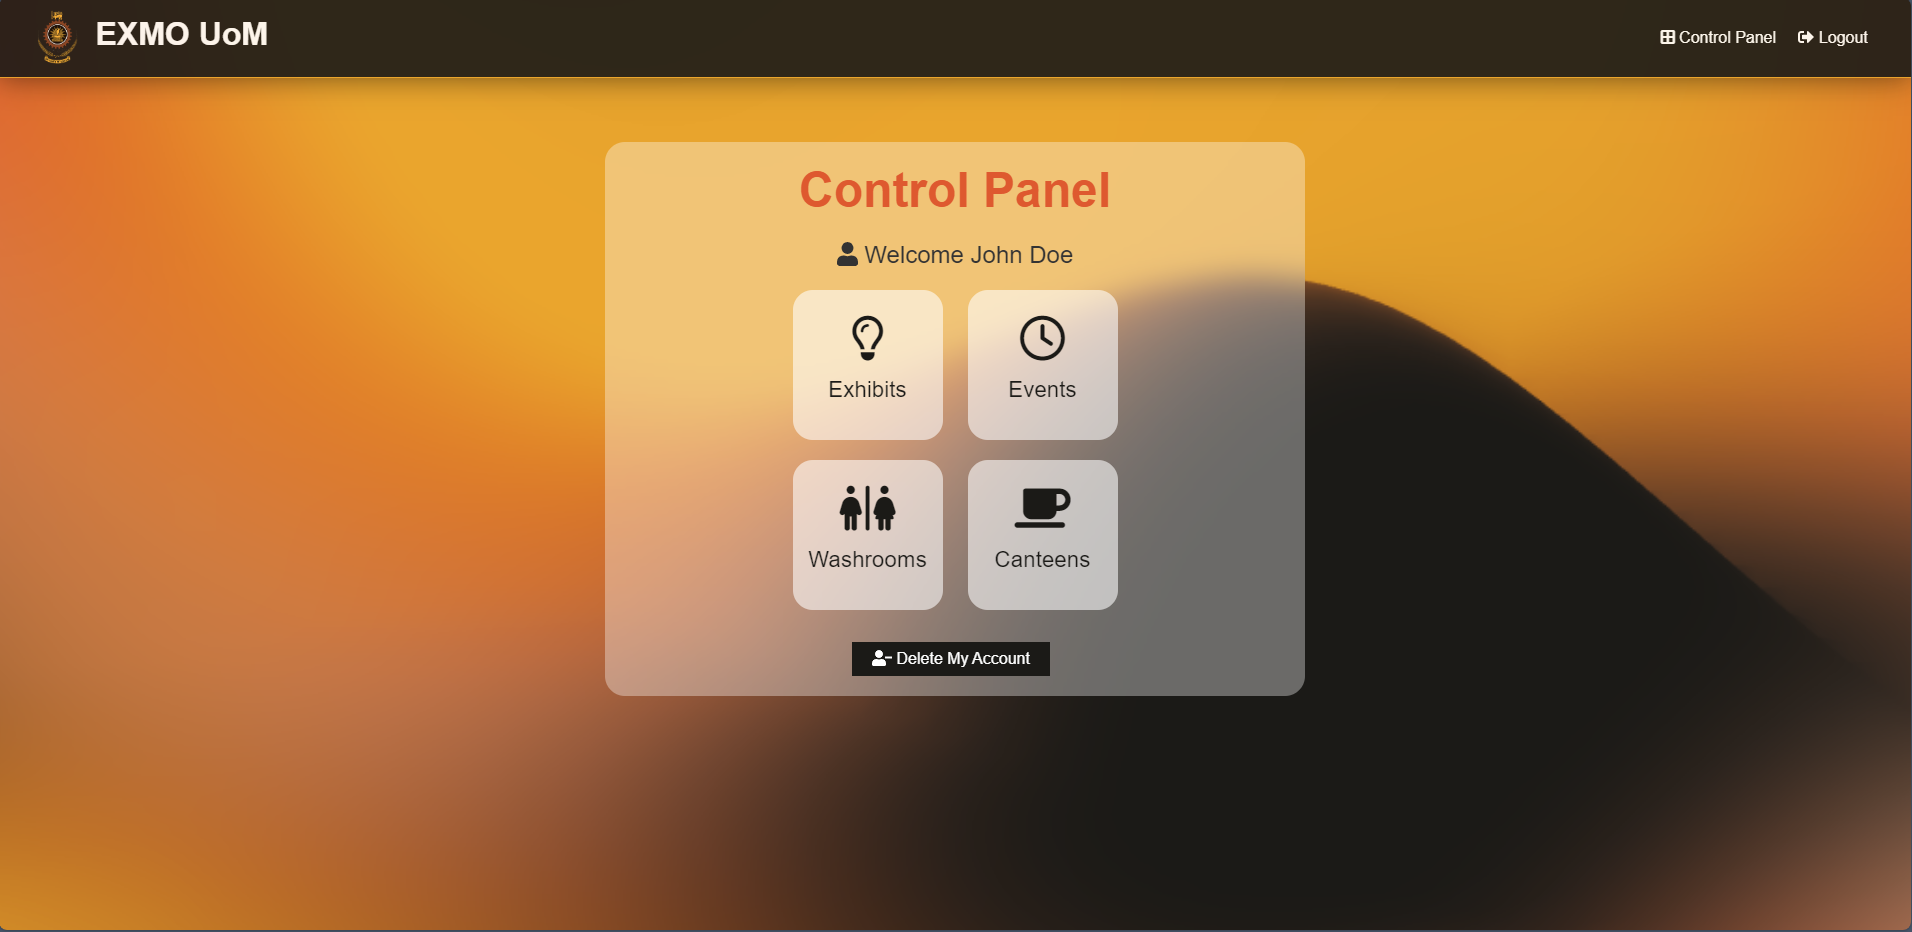 EXMO UoM
Control Panel
Logout
Control Panel
Welcome John Doe
Exhibits
Events
Washrooms
Canteens
Delete My Account